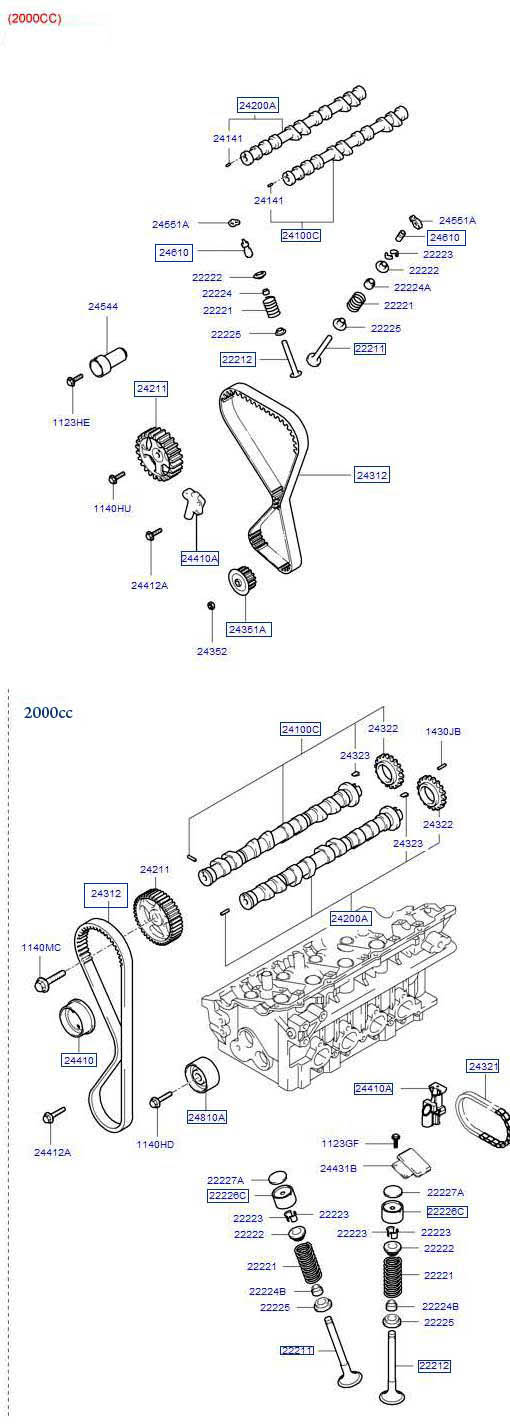 (2000CC)
24200A
24141
24141
24100C
24551A
24610
22222
22224
22221
22225
22212
24551A
24610
22223
22222
22224A
22221
22225
22211
24544
1123HE
24211
1140HU
24312
24410A
24412A
24351A
24352
2000cc
24100C
24322
24323
1430JB
24322
24323
24200A
24211
24312
1140MC
24410
24412A
24810A
1140HD
24410A
24321
1123GF
24431B
22227A
22226C
22223
22223
22222
22221
22224B
22225
22211
22227A
22226C
22223
22223
22222
22221
22224B
22225
22212